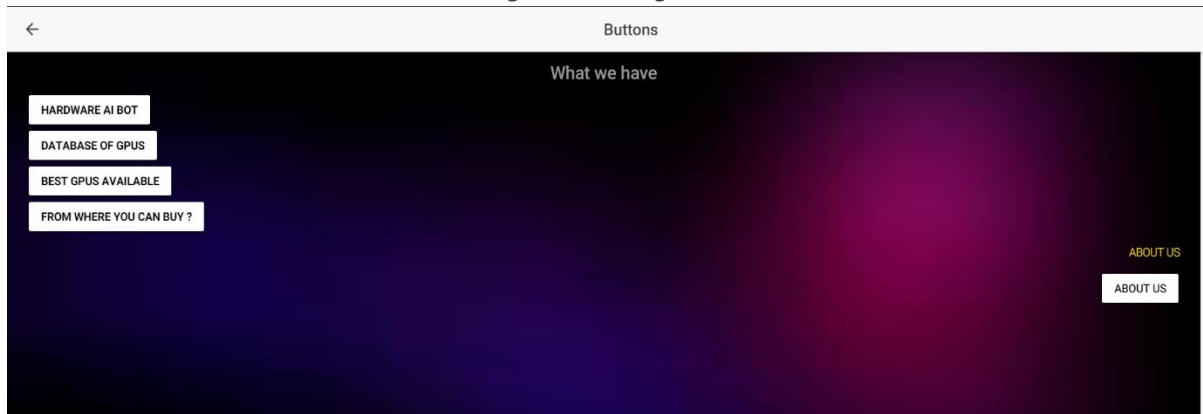 Buttons
What we have
HARDWARE AI BOT
DATABASE OF GPUS
BEST GPUS AVAILABLE
FROM WHERE YOU CAN BUY ?
ABOUT US
ABOUT US